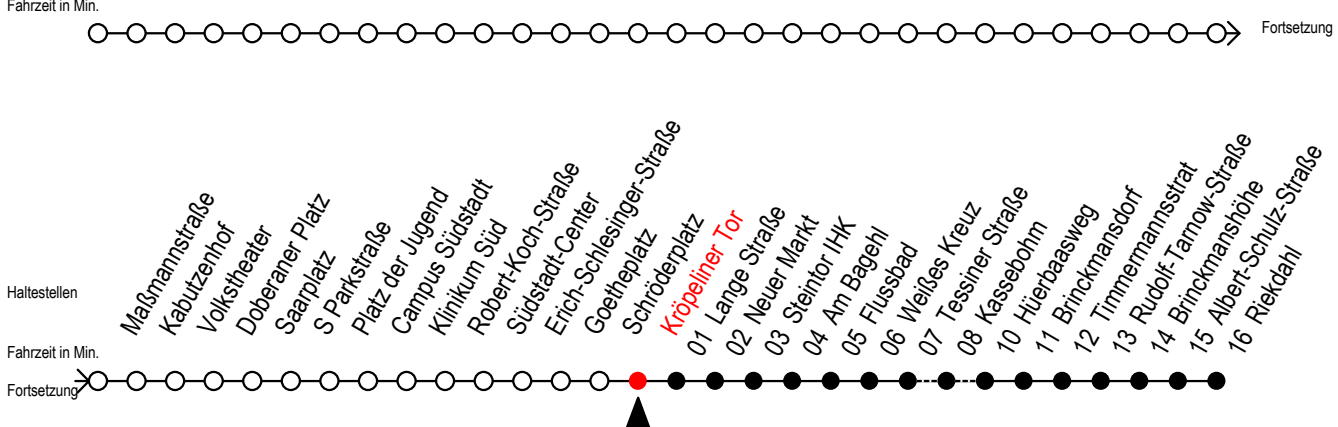 Fahrzeit in Min.
Fortsetzung
Maßmannstraße
Kabutzenhof
Volkstheater
Doberaner Platz
Saarplatz
S Parkstraße
Platz der Jugend
Campus Südstadt
Klinikum Süd
Robert-Koch-Straße
Südstadt-Center
Erich-Schlesinger-Straße
Goetheplatz
Schröderplatz
Kröpeliner Tor
01 Lange Straße
02 Neuer Markt
03 Steintor IHK
04 Am Bagehl
05 Flussbad
06 Weißes Kreuz
07 Tessiner Straße
08 Kassebohm
10 Hüerbaasweg
11 Brinckmansdorf
12 Timmermannsstrat
13 Rudolf-Tarnow-Straße
14 Brinckmanshöhe
15 Albert-Schulz-Straße
16 Riekdahl
Haltestellen
Fahrzeit in Min.
Fortsetzung